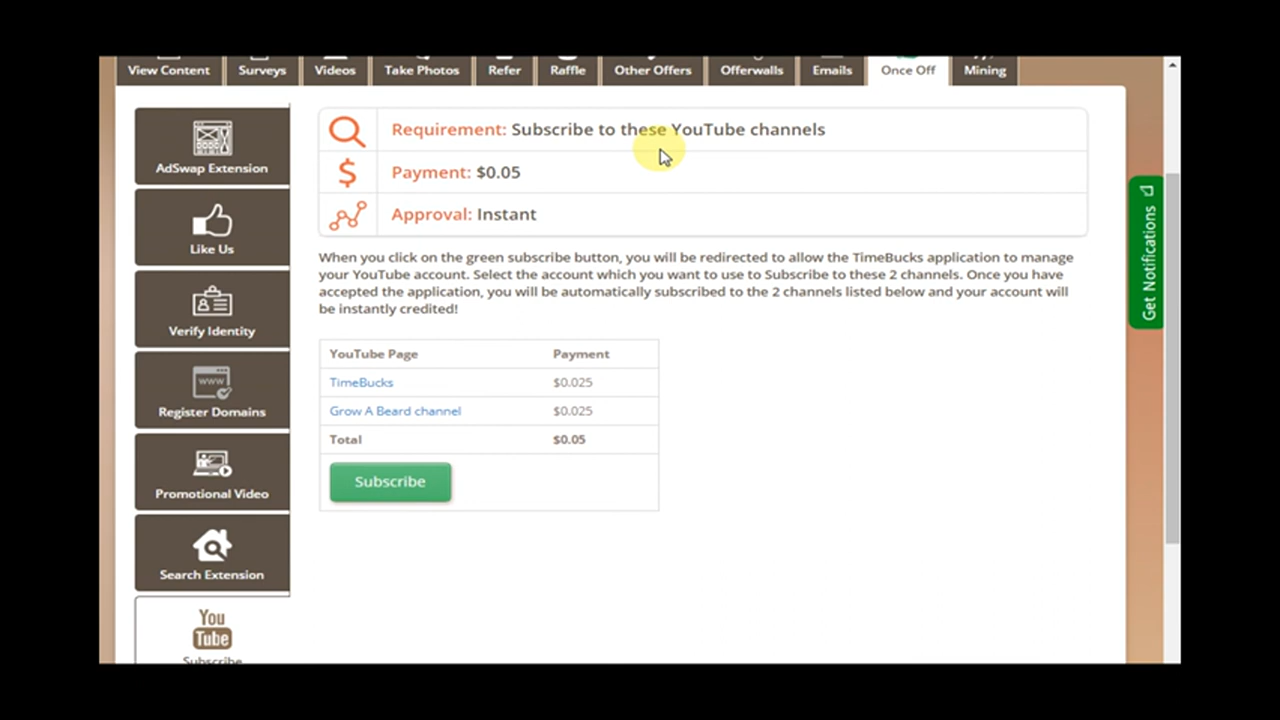 View Content Surveys Videos Take Photos Refer Raffle Other Offers Offerwalls Emails Once Off Mining
AdSwap Extension
Like Us
Verify Identity
WWW
Register Domains
Promotional Video
Search Extension
You
Tube
Subscribe
Requirement: Subscribe to these YouTube channels
$ Payment: $0.05
Approval: Instant
When you click on the green subscribe button, you will be redirected to allow the TimeBucks application to manage
your YouTube account. Select the account which you want to use to Subscribe to these 2 channels. Once you have
accepted the application, you will be automatically subscribed to the 2 channels listed below and your account will
be instantly credited!
YouTube Page Payment
TimeBucks $0.025
Grow A Beard channel $0.025
Total $0.05
Subscribe
Get Notifications